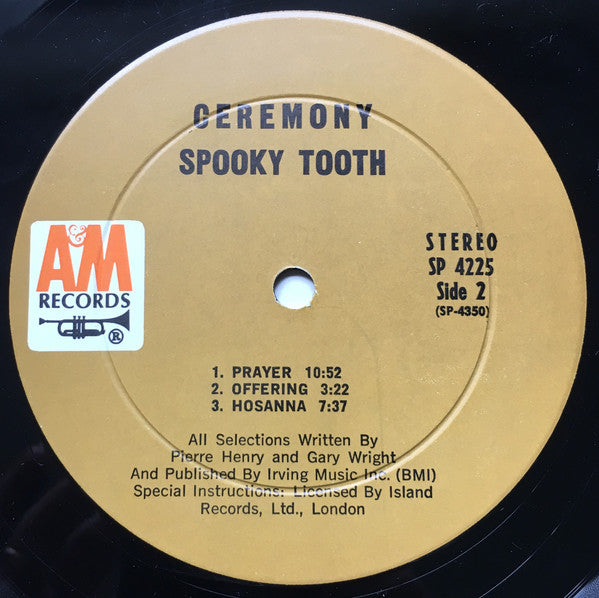 CEREMONY
SPOOKY TOOTH
A&M
RECORDS
®
STEREO
SP 4225
Side 2
(SP-4350)
1. PRAYER 10:52
2. OFFERING 3:22
3. HOSANNA 7:37
All Selections Written By
Pierre Henry and Gary Wright
And Published By Irving Music Inc. (BMI)
Special Instructions: Licensed By Island
Records, Ltd., London